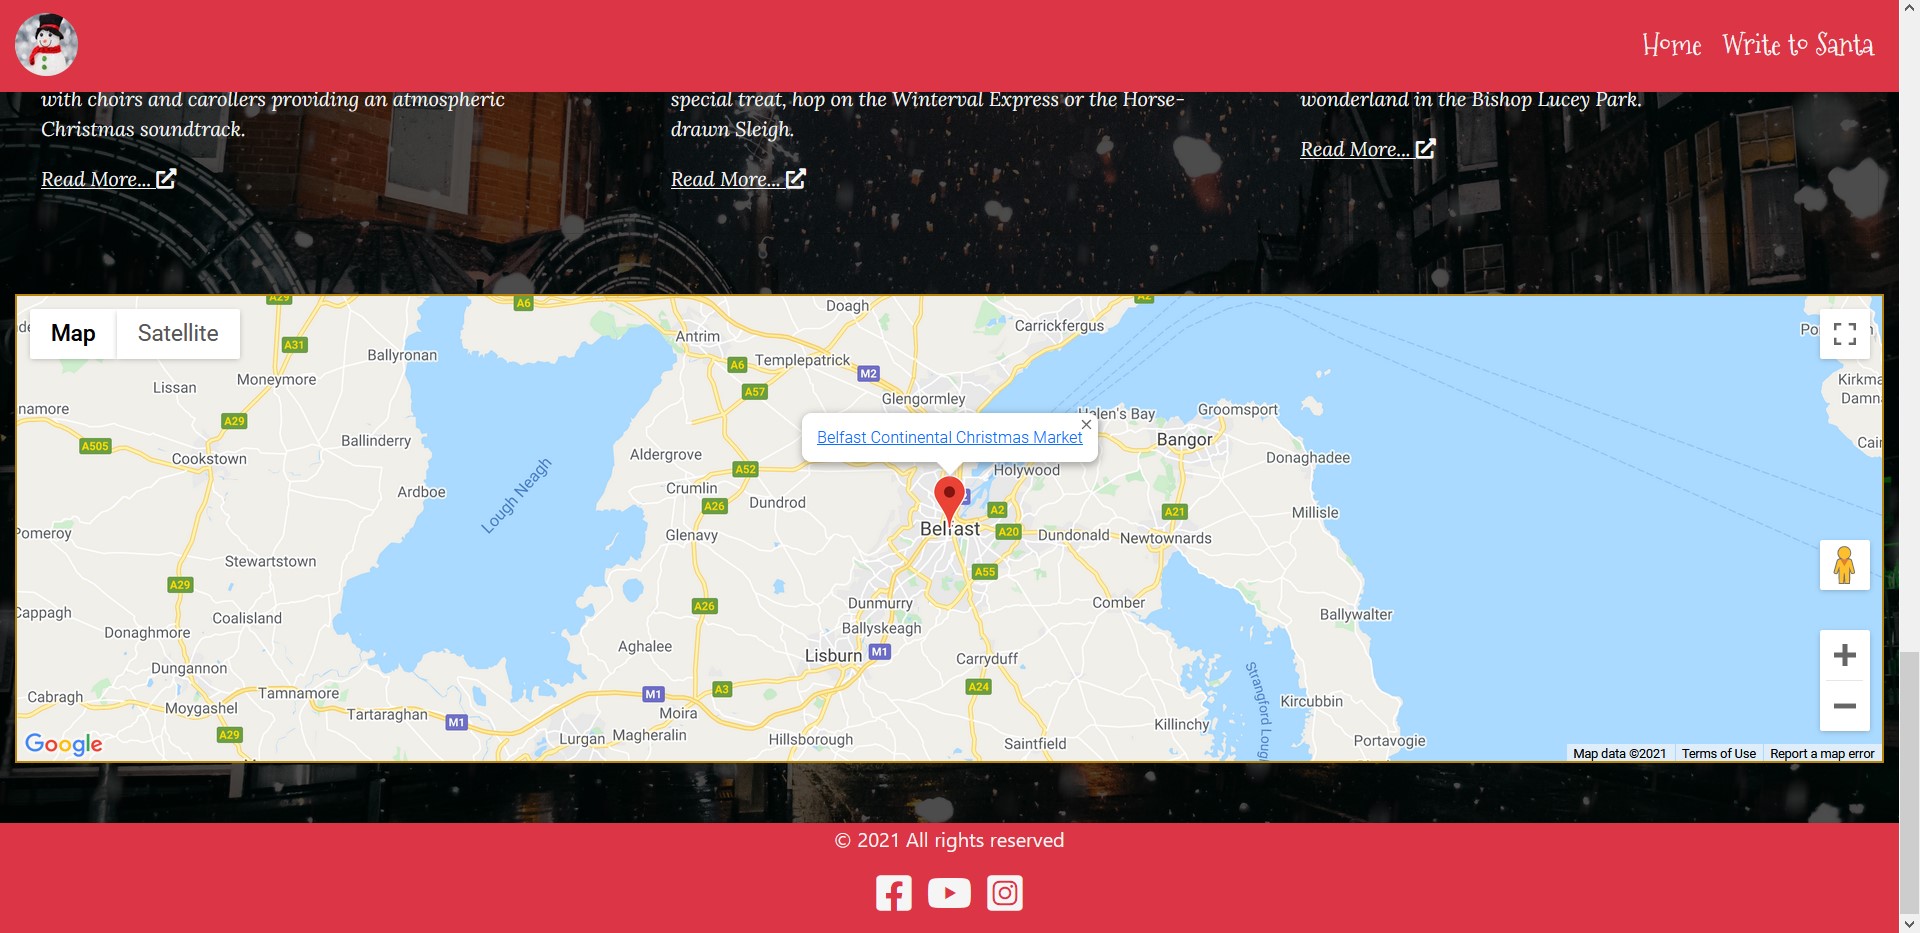 Home Write to Santa
with choirs and carollers providing an atmospheric
Christmas soundtrack.
Read More...
special treat, hop on the Winterval Express or the Horse-
drawn Sleigh.
Read More...
wonderland in the Bishop Lucey Park.
Read More...
Map Satellite
A29
A6
Doagh
A2
Carrickfergus
Antrim
A31
Ballyronan
Templepatrick
A6
M2
Lissan
Moneymore
A57
Glengormley
namore
A29
Helen's Bay
Groomsport
Belfast Continental Christmas Market
Ballinderry
A505
Bangor
Cookstown
Aldergrove
A52
Holywood
Donaghadee
Lough Neagh
Ardboe
Crumlin
A26
Dundrod
A2
A21
Millisle
Pomeroy
Glenavy
Belfast
A20
Dundonald
Newtownards
Stewartstown
A29
A55
Cappagh
Coalisland
A26
Dunmurry
Comber
Ballywalter
Donaghmore
Ballyskeagh
Aghalee
Lisburn
M1
Carryduff
Dungannon
Strangford Loug
Cabragh
Tamnamore
M1
A3
A24
Kircubbin
Moygashel
Tartaraghan
M1
Moira
Killinchy
A29
Lurgan
Magheralin
Hillsborough
Saintfield
Portavogie
Kirkma
Damn
Cair
Google
Map data ©2021 Terms of Use Report a map error
© 2021 All rights reserved